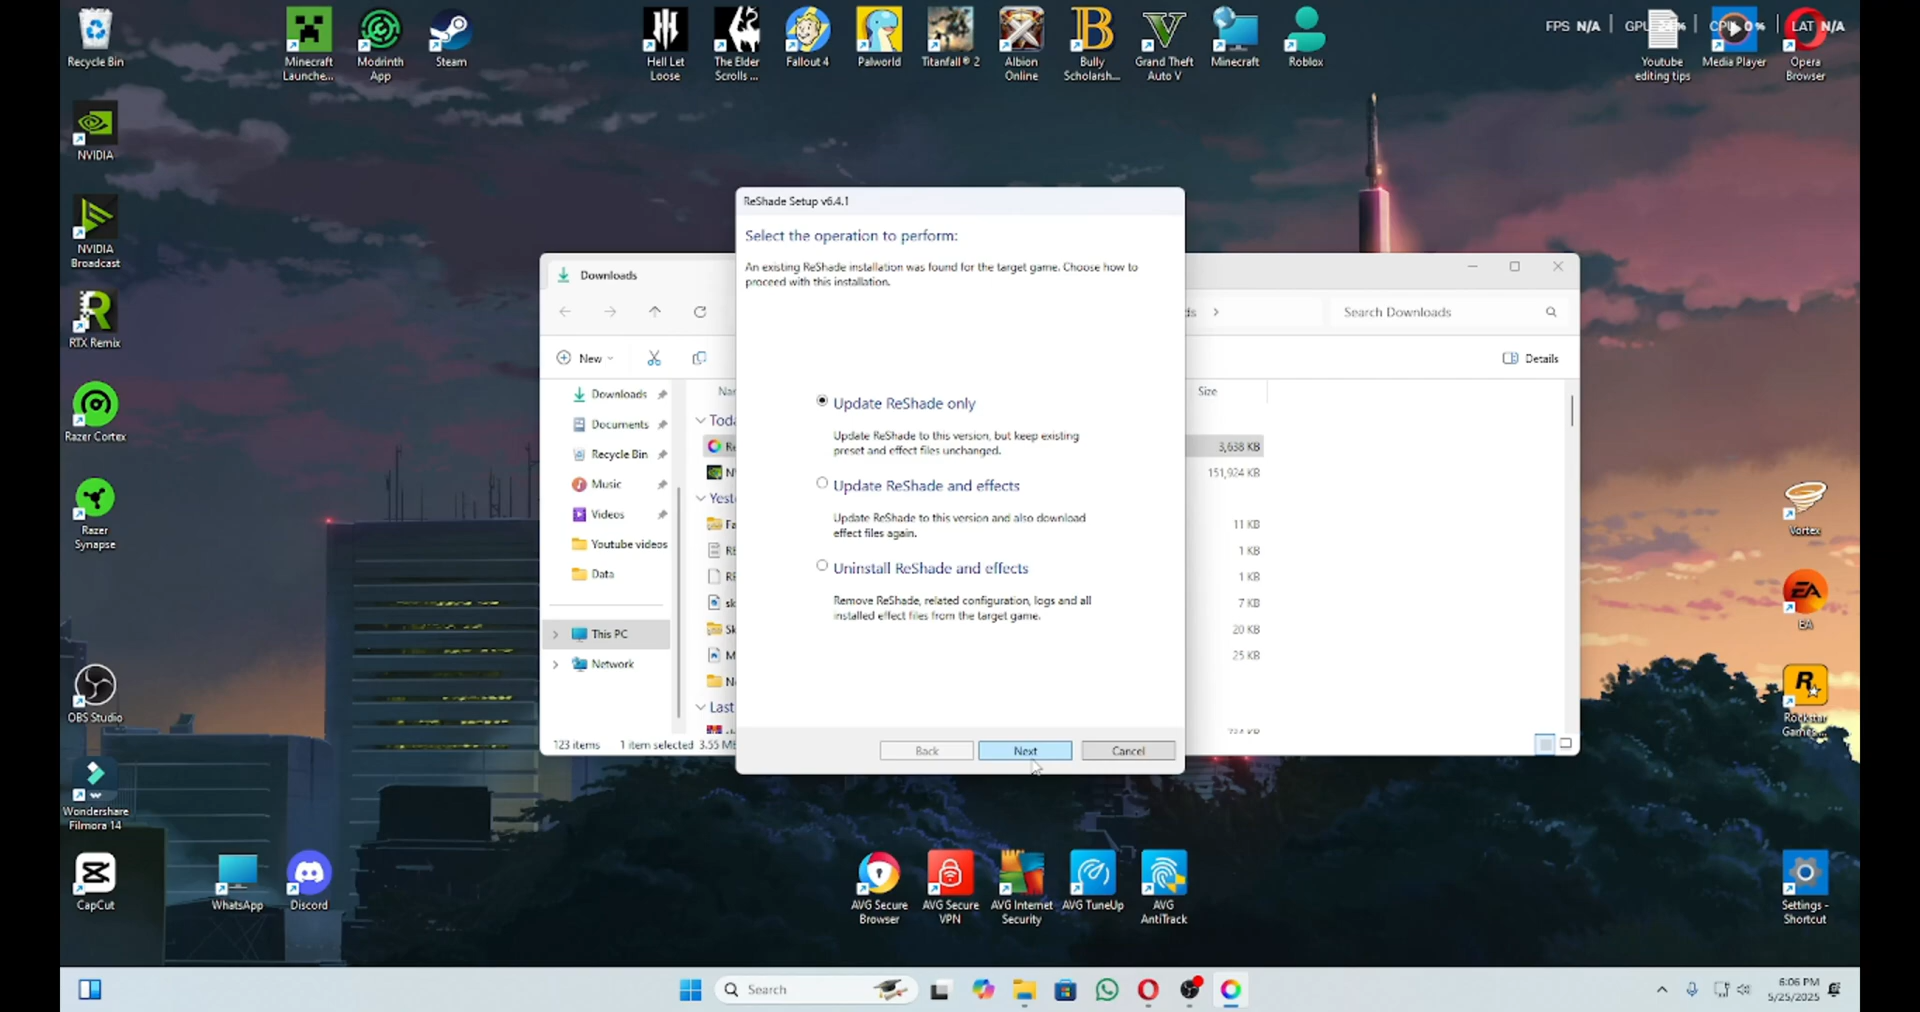 Recycle Bin
Minecraft
Launche...
Modrinth
App
Steam
Hell Let
Loose
The Elder
Scrolls ...
Fallout 4
Palworld
Titanfall® 2
Albion
Online
Bully
Scholarsh...
Grand Theft
Auto V
Minecraft
Roblox
FPS N/A
LAT N/A
Youtube
editing tips
Media Player
Opera
Browser
NVIDIA
NVIDIA
Broadcast
RTX Remix
Razer Cortex
Razer
Synapse
OBS Studio
Wondershare
Filmora 14
CapCut
WhatsApp
Discord
ReShade Setup v6.4.1
Select the operation to perform:
An existing ReShade installation was found for the target game. Choose how to
proceed with this installation.
Update ReShade only
Update ReShade to this version, but keep existing
preset and effect files unchanged.
Update ReShade and effects
Update ReShade to this version and also download
effect files again.
Uninstall ReShade and effects
Remove ReShade, related configuration, logs and all
installed effect files from the target game.
Back
Next
Cancel
Downloads
Search Downloads
New
Details
Downloads
Documents
Recycle Bin
Music
Videos
Youtube videos
Data
This PC
Network
Size
3,638 KB
151,924 KB
11 KB
1 KB
1 KB
7 KB
20 KB
25 KB
Last
123 items
1 item selected
Vortex
EA
EA
Rockstar
Games...
AVG Secure
Browser
AVG Secure
VPN
AVG Internet
Security
AVG TuneUp
AVG
AntiTrack
Settings -
Shortcut
Search
6:06 PM
5/25/2025